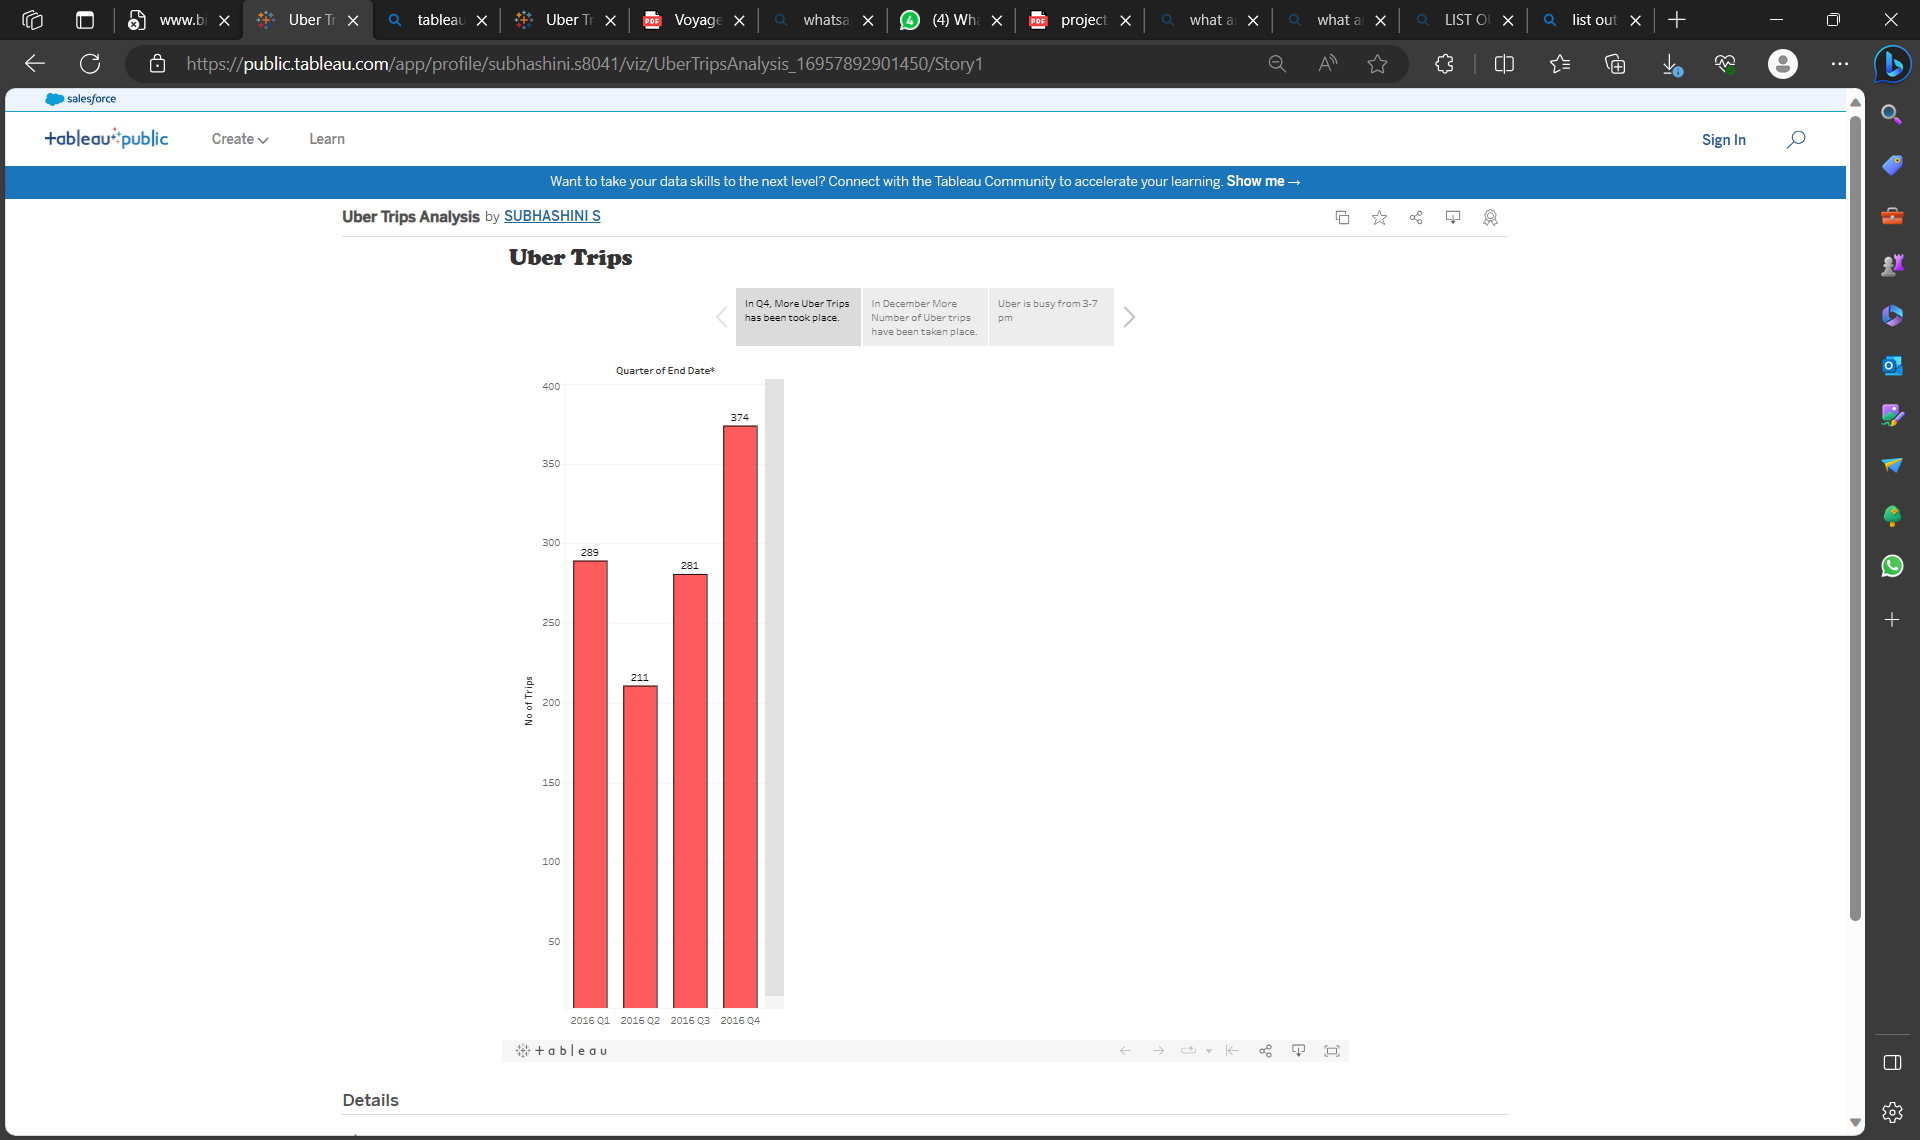 www.bi
Uber Tr
tableau
Uber Tr
Voyage
whatsa
(4) Wha
project
what a
what a
LIST OU
list out
https://public.tableau.com/app/profile/subhashini.s8041/viz/UberTripsAnalysis_16957892901450/Story1
salesforce
tableau public
Create
Learn
Sign In
Want to take your data skills to the next level? Connect with the Tableau Community to accelerate your learning. Show me→
Uber Trips Analysis by SUBHASHINI S
Uber Trips
In Q4, More Uber Trips
has been took place.
In December More
Number of Uber trips
have been taken place.
Uber is busy from 3-7
pm
Quarter of End Date*
400
350
300
250
200
150
100
50
No of Trips
289
211
281
374
2016 Q1
2016 Q2
2016 Q3
2016 Q4
tableau
Details